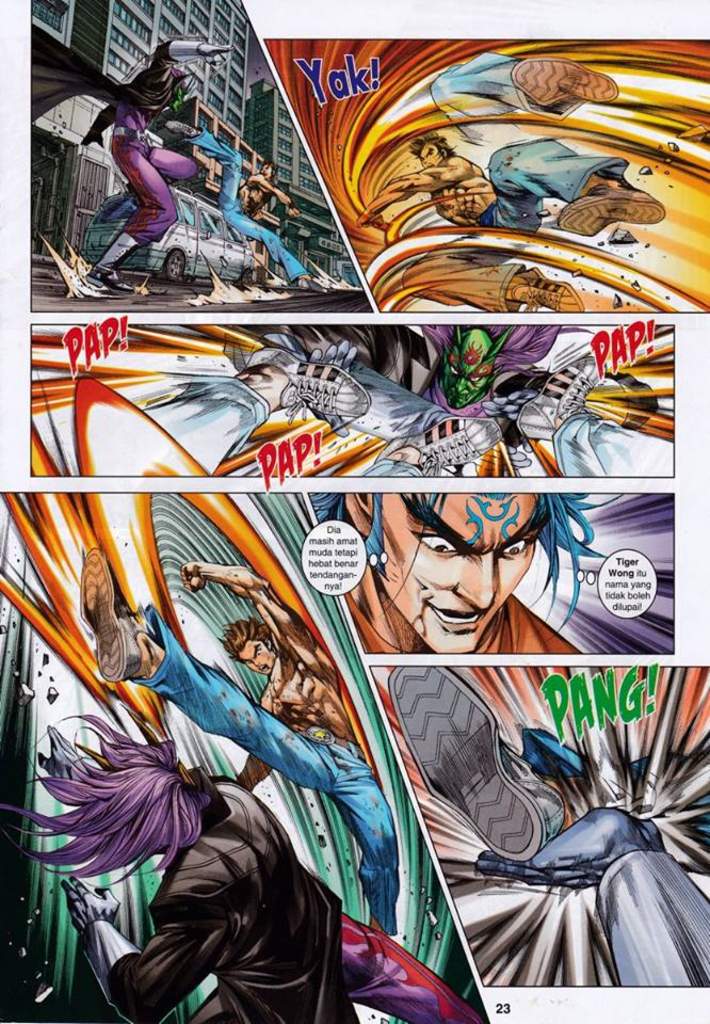 Yak!
PAP!
PAP!
PAP!
Dia
masih amat
muda tetapi
hebat benar
tendangan-
nya!
Tiger
Wong itu
nama yang
tidak boleh
dilupai!
PANG!
23